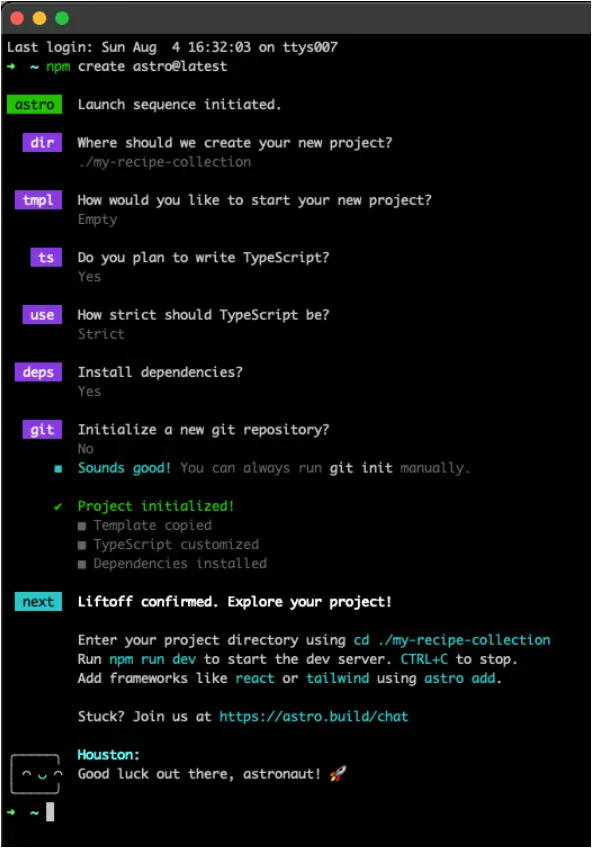 Last login: Sun Aug  4 16:32:03 on ttys007
➜  ~ npm create astro@latest
astro  Launch sequence initiated.
dir  Where should we create your new project?
./my-recipe-collection
tmpl  How would you like to start your new project?
Empty
ts  Do you plan to write TypeScript?
Yes
use  How strict should TypeScript be?
Strict
deps  Install dependencies?
Yes
git  Initialize a new git repository?
No
■  Sounds good! You can always run git init manually.
✔  Project initialized!
■ Template copied
■ TypeScript customized
■ Dependencies installed
next  Liftoff confirmed. Explore your project!
Enter your project directory using cd ./my-recipe-collection
Run npm run dev to start the dev server. CTRL+C to stop.
Add frameworks like react or tailwind using astro add.
Stuck? Join us at https://astro.build/chat
Houston:
Good luck out there, astronaut! 🚀
➜  ~